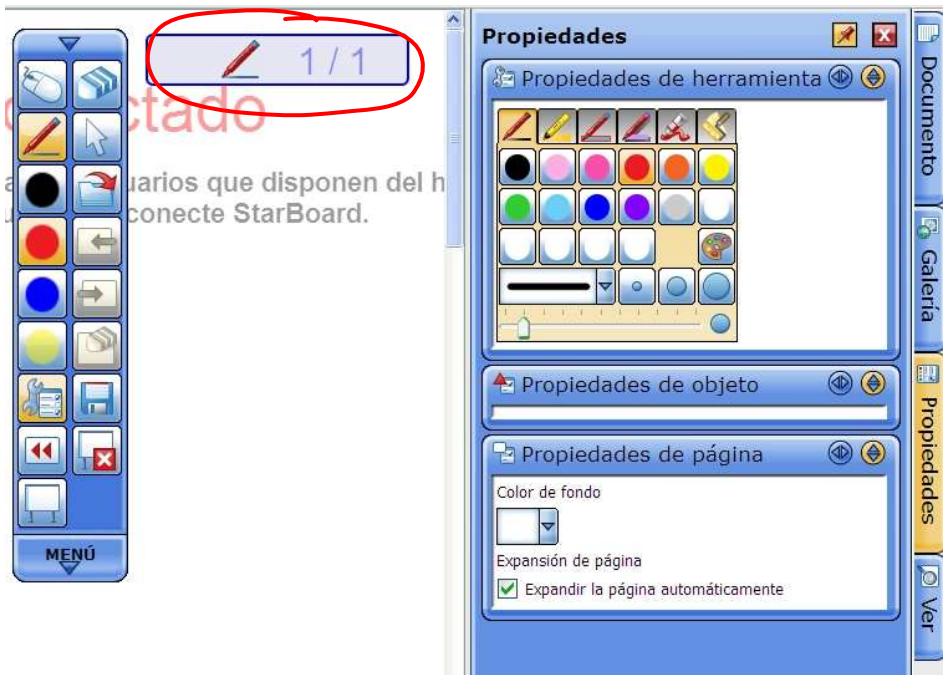 1 / 1
ctado
uarios que disponen del h
conecte StarBoard.
MENÚ
Propiedades
Propiedades de herramienta
Propiedades de objeto
Propiedades de página
Color de fondo
Expansión de página
Expandir la página automáticamente
Documento
Galería
Propiedades
Ver